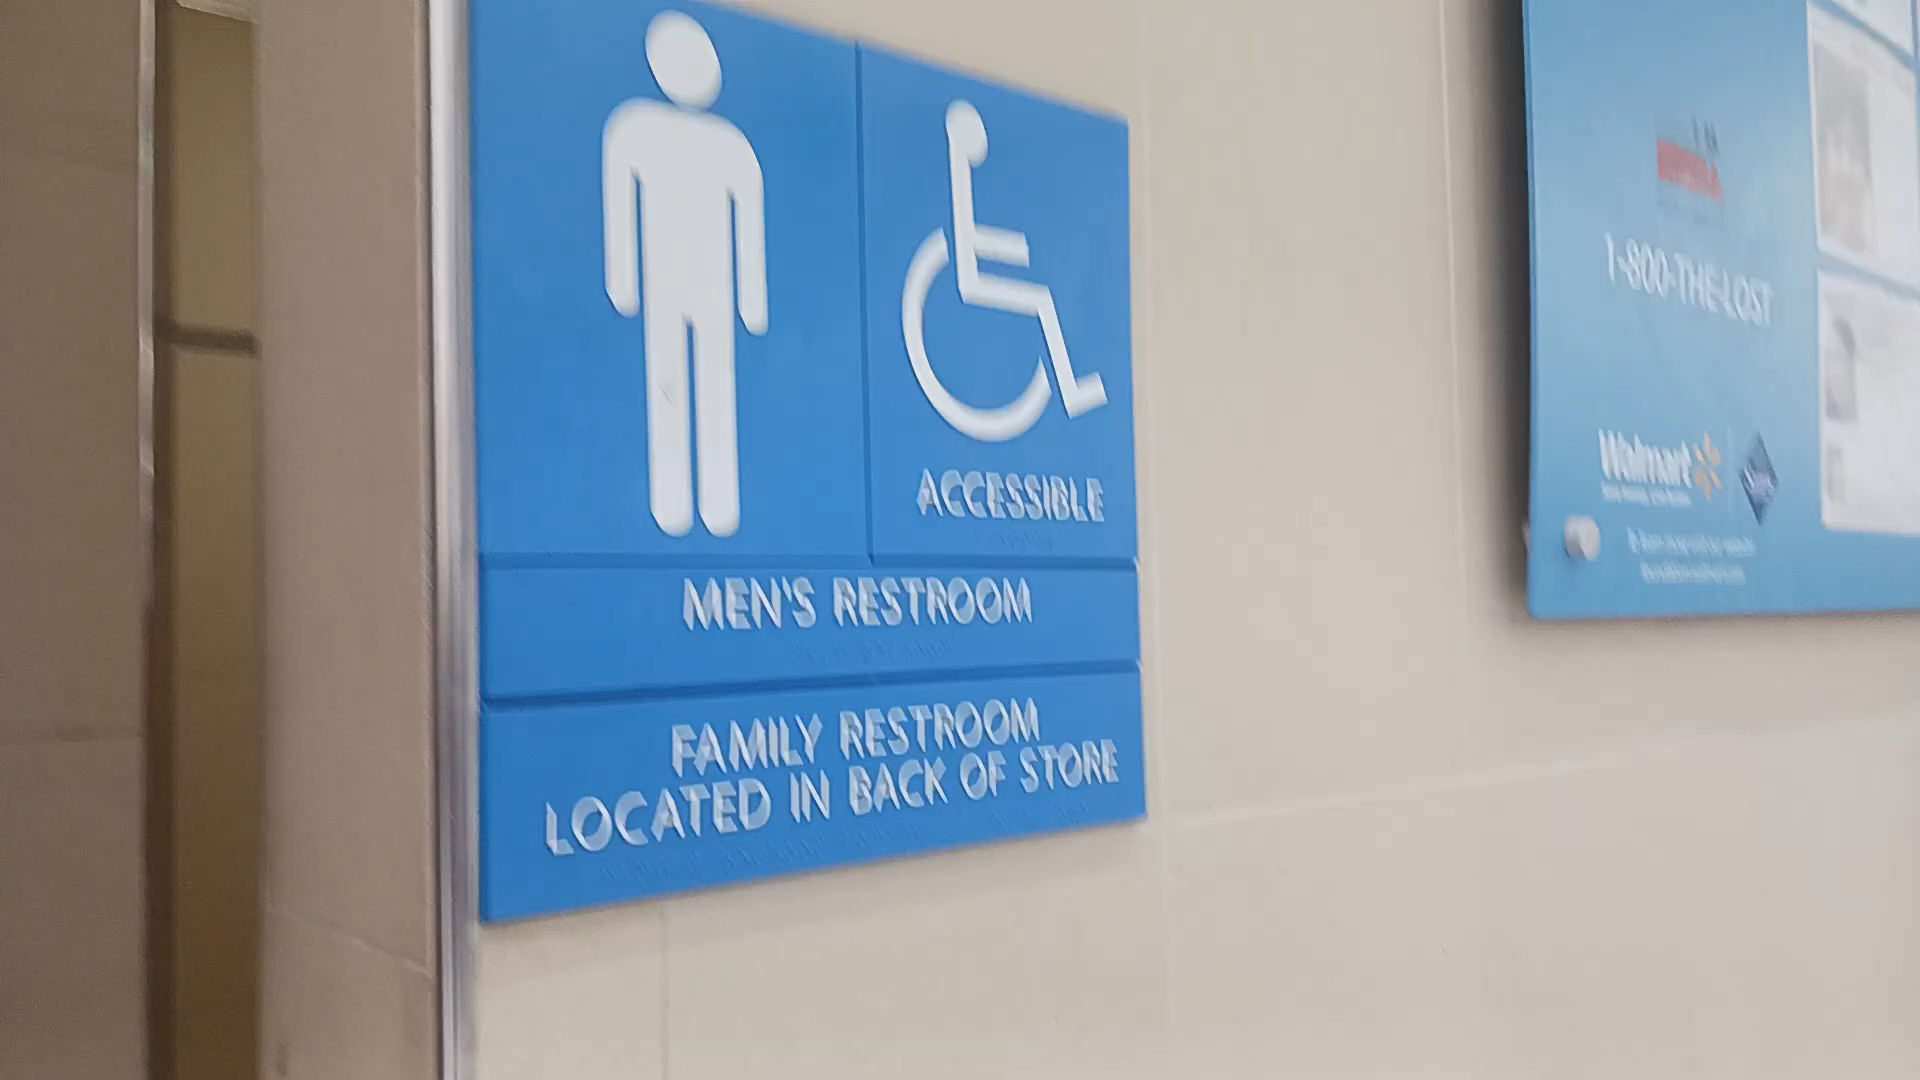 ACCESSIBLE
MEN'S RESTROOM
FAMILY RESTROOM
LOCATED IN BACK OF STORE
1-800-THE-LOST
Walmart